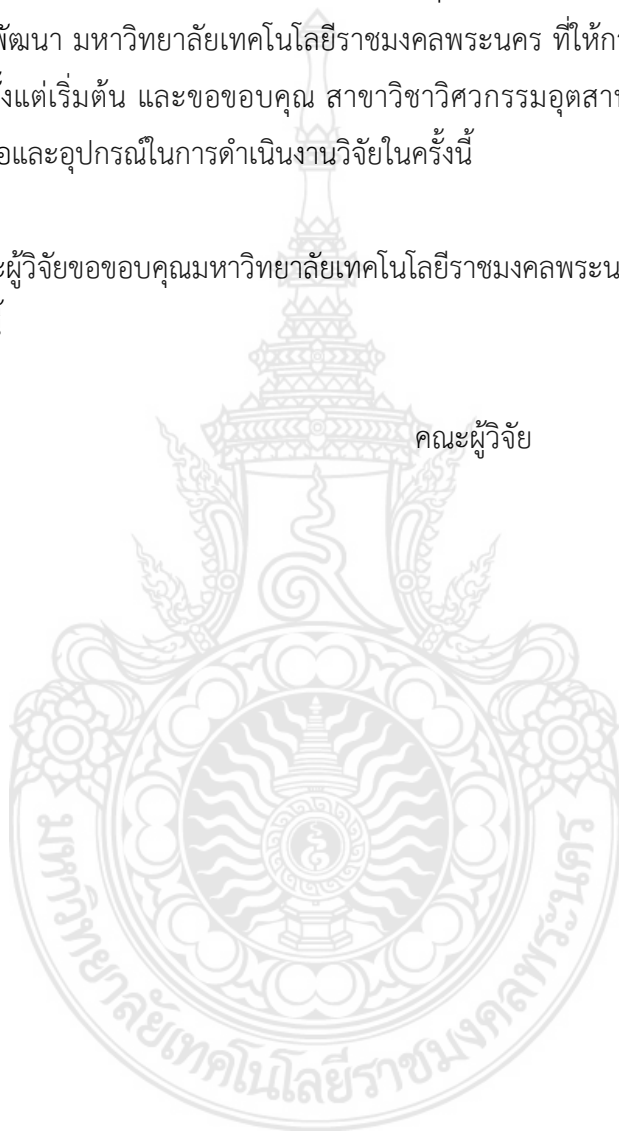 พัฒนา มหาวิทยาลัยเทคโนโลยีราชมงคลพระนคร ที่ให้
ตั้งแต่เริ่มต้น และขอขอบคุณ สาขาวิชาวิศวกรรมอุตสาห
และอุปกรณ์ในการดำเนินงานวิจัยในครั้งนี้
ผู้วิจัยขอขอบคุณมหาวิทยาลัยเทคโนโลยีราชมงคลพระน
คณะผู้วิจัย
มหาวิทยาลัยเทคโนโลยีราชมงคลพระนคร